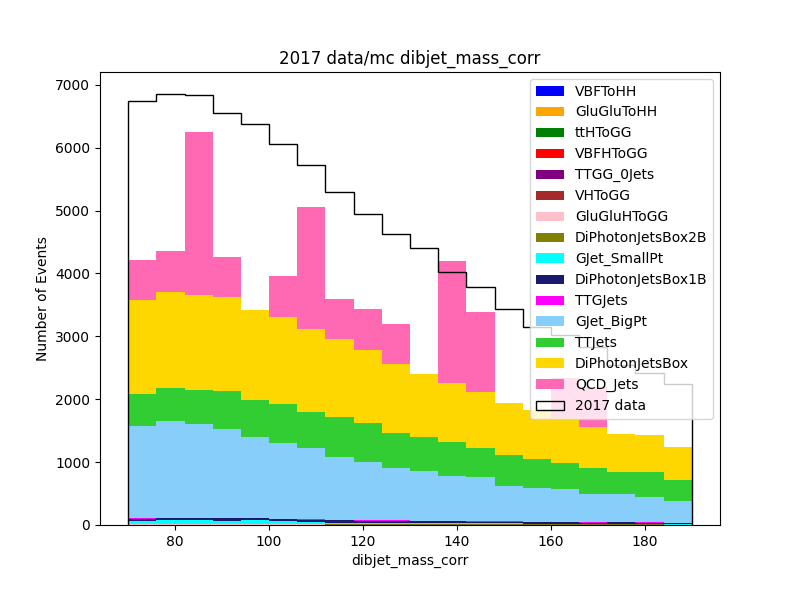 2017 data/mc dibjet_mass_corr
Number of Events
7000
6000
5000
4000
3000
2000
1000
0
VBFToHH
GluGluToHH
ttHToGG
VBFHToGG
TTGG_0Jets
VHToGG
GluGluHToGG
DiPhotonJetsBox2B
GJet_SmallPt
DiPhotonJetsBox1B
TTGJets
GJet_BigPt
TTJets
DiPhotonJetsBox
QCD_Jets
2017 data
80 100 120 140 160 180
dibjet_mass_corr